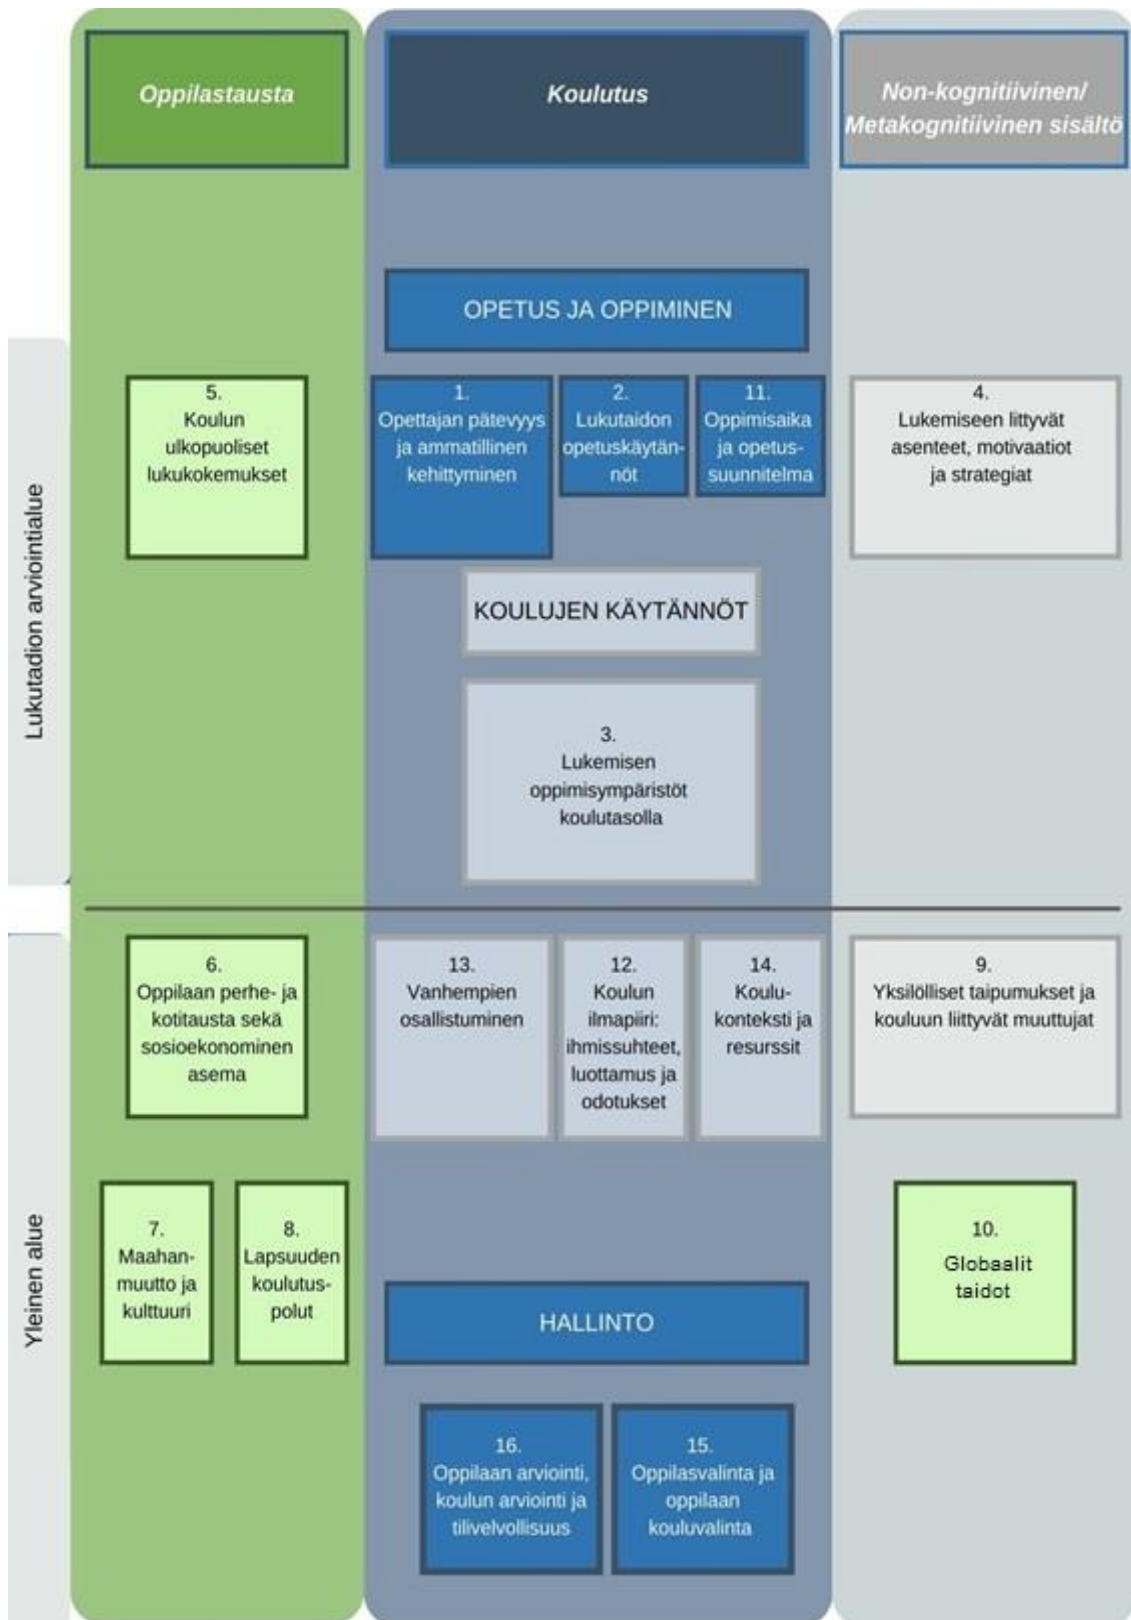 Oppilastausta
Koulutus
Non-kognitiivinen/
Metakognitiivinen sisältö
OPETUS JA OPPIMINEN
Lukutadion arviointialue
5.
Koulun
ulkopuoliset
lukukokemukset
1.
Opettajan pätevyys
ja ammatillinen
kehittyminen
2.
Lukutaidon
opetuskäytän-
nöt
11.
Oppimisaika
ja opetus-
suunnitelma
4.
Lukemiseen littyvät
asenteet, motivaatiot
ja strategiat
KOULUJEN KÄYTÄNNÖT
3.
Lukemisen
oppimisympäristöt
koulutasolla
Yleinen alue
6.
Oppilaan perhe- ja
kotitausta sekä
sosioekonominen
asema
13.
Vanhempien
osallistuminen
12.
Koulun
ilmapiiri:
ihmissuhteet,
luottamus ja
odotukset
14.
Koulu-
konteksti ja
resurssit
9.
Yksilölliset taipumukset ja
kouluun liittyvät muuttujat
7.
Maahan-
muutto ja
kulttuuri
8.
Lapsuuden
koulutus-
polut
10.
Globaalit
taidot
HALLINTO
16.
Oppilaan arviointi,
koulun arviointi ja
tilivelvollisuus
15.
Oppilasvalinta ja
oppilaan
kouluvalinta